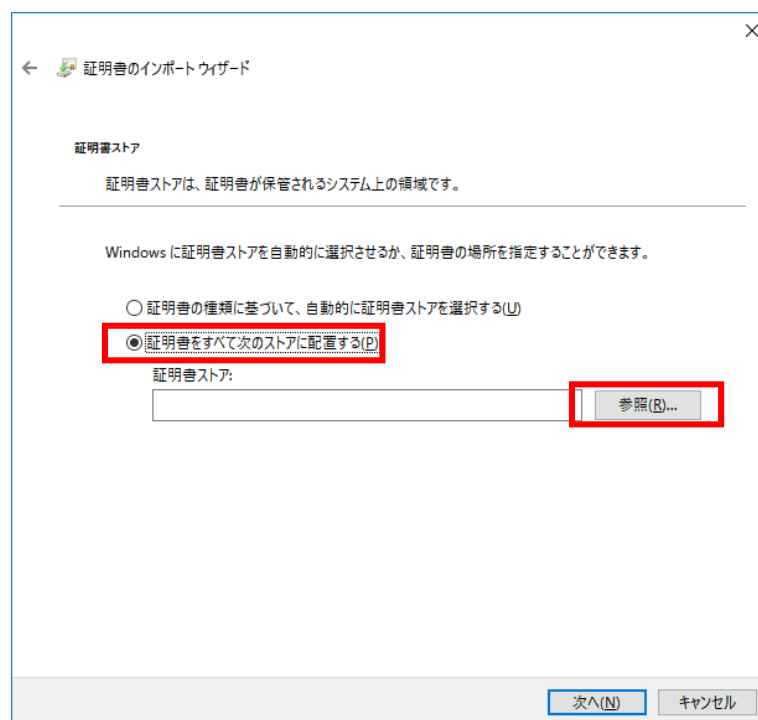 証明書のインポート ウィザード
証明書ストア
証明書ストアは、証明書が保管されるシステム上の領域です。
Windows に証明書ストアを自動的に選択させるか、証明書の場所を指定することができます。
証明書の種類に基づいて、自動的に証明書ストアを選択する(U)
証明書をすべて次のストアに配置する(P)
証明書ストア:
参照(R)...
次へ(N)
キャンセル